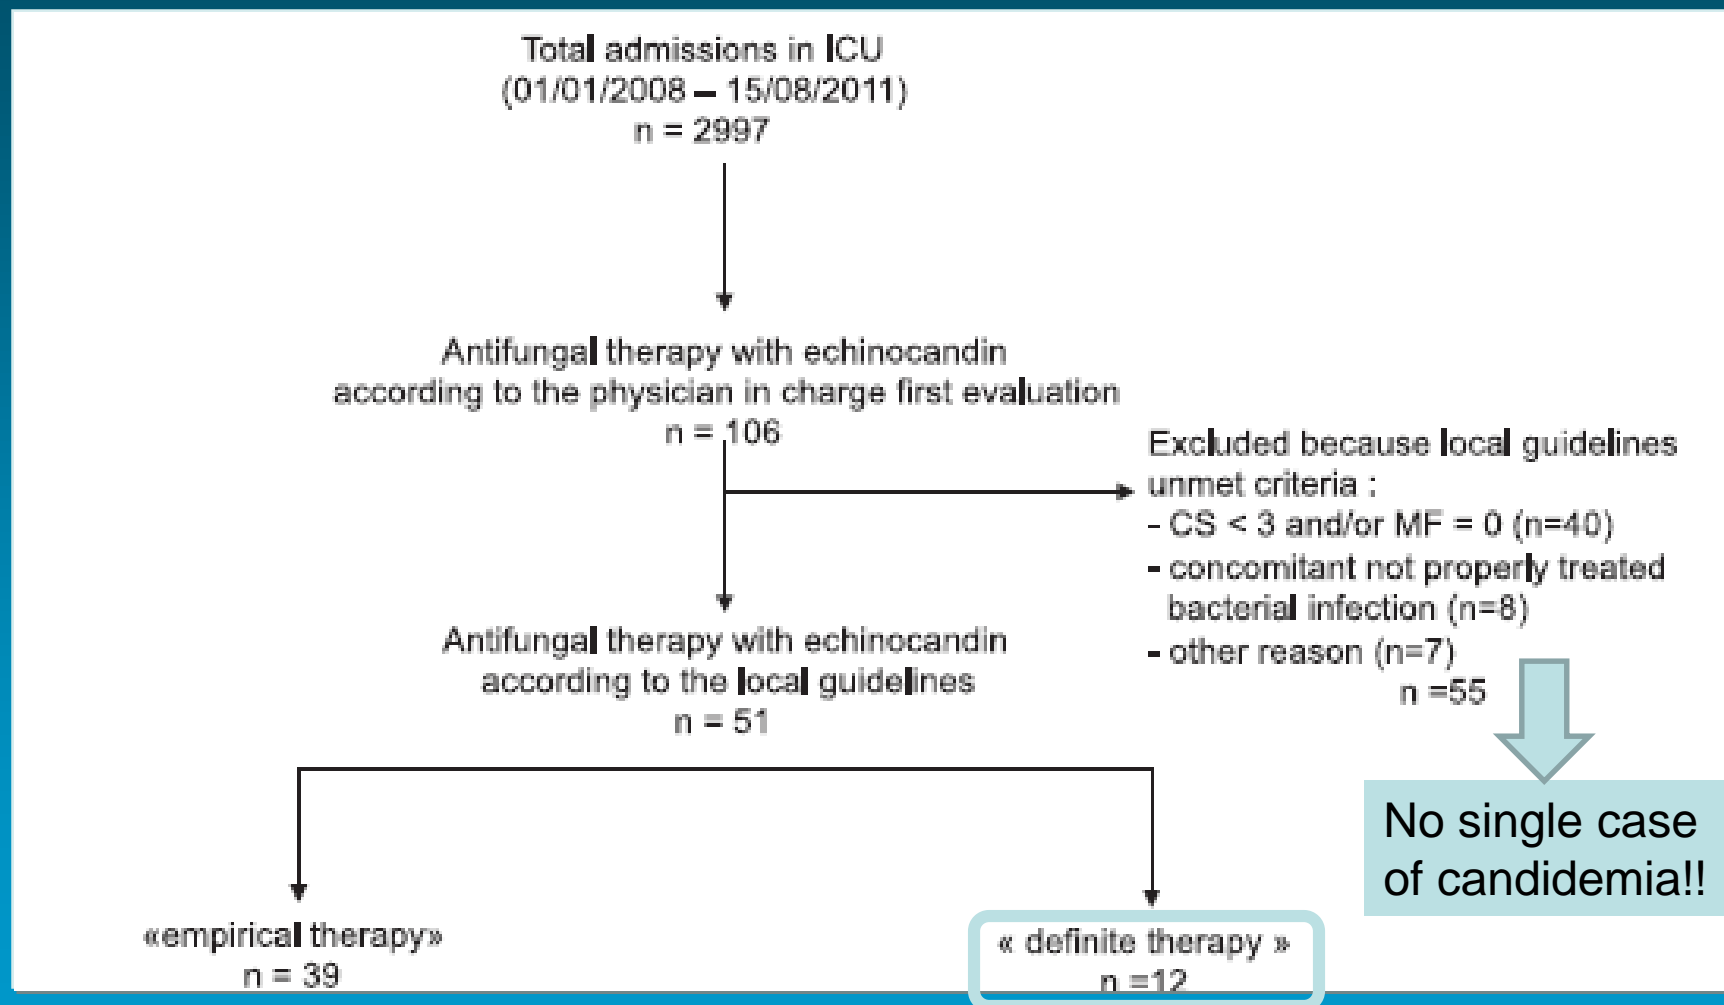 Total admissions in ICU
(01/01/2008 – 15/08/2011)
n = 2997
Antifungal therapy with echinocandin
according to the physician in charge first evaluation
n = 106
Excluded because local guidelines
unmet criteria :
- CS < 3 and/or MF = 0 (n=40)
- concomitant not properly treated
bacterial infection (n=8)
- other reason (n=7)
n =55
Antifungal therapy with echinocandin
according to the local guidelines
n = 51
No single case
of candidemia!!
«empirical therapy»
n = 39
« definite therapy »
n =12